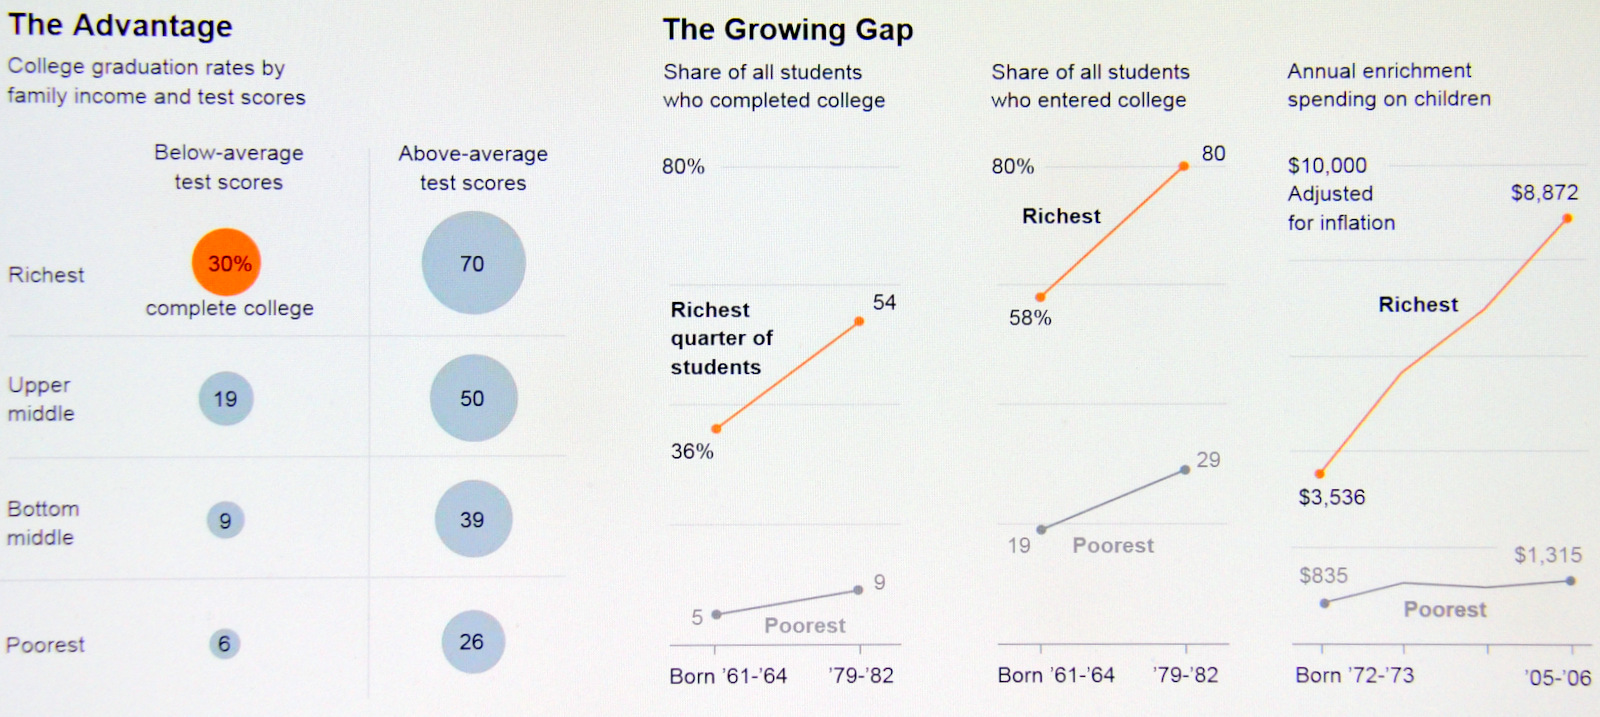 The Advantage
College graduation rates by
family income and test scores
Below-average
test scores
Above-average
test scores
Richest
30%
complete college
70
Upper
middle
19
50
Bottom
middle
9
39
Poorest
6
26
The Growing Gap
Share of all students
who completed college
80%
Richest
quarter of
students
54
36%
5
9
Poorest
Born ’61-’64
’79-’82
Share of all students
who entered college
80%
80
Richest
58%
29
19
Poorest
Born ’61-’64
’79-’82
Annual enrichment
spending on children
$10,000
Adjusted
for inflation
$8,872
Richest
$3,536
$1,315
$835
Poorest
Born ’72-’73
’05-’06